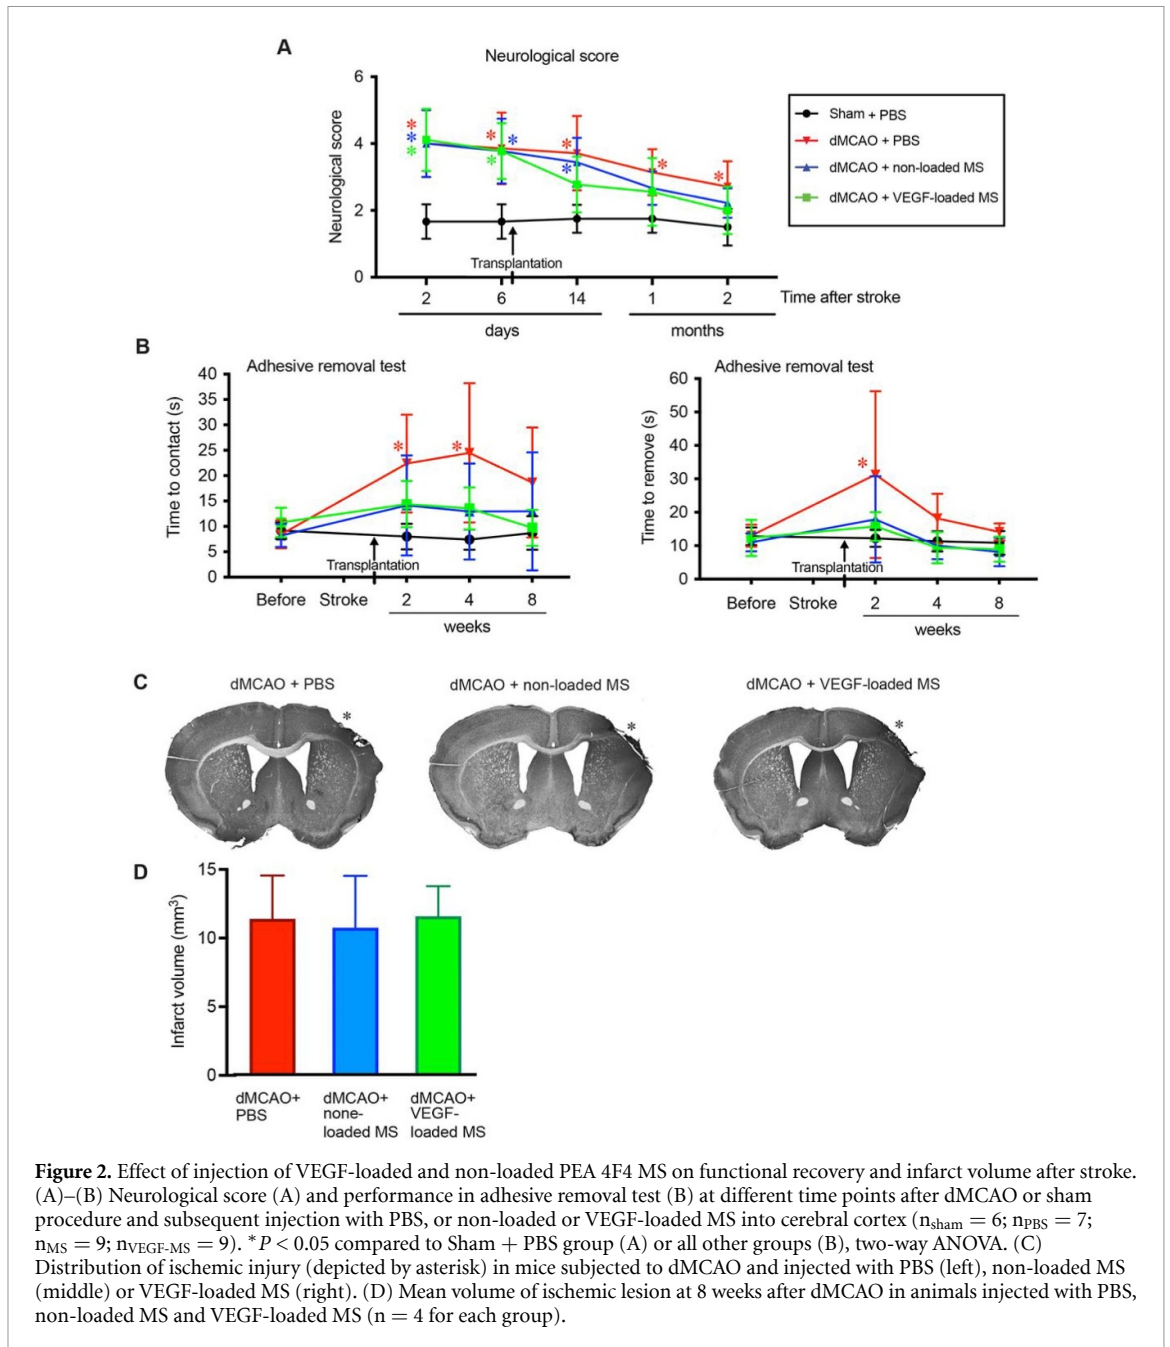 A
Neurological score
Neurological score
6
4
2
0
* * * * * * * * * * *
Transplantation
2 6 14 1 2 Time after stroke
days months
Sham + PBS
dMCAO + PBS
dMCAO + non-loaded MS
dMCAO + VEGF-loaded MS
B
Adhesive removal test
Time to contact (s)
40
35
30
25
20
15
10
5
0
* *
Transplantation
Before Stroke 2 4 8
weeks
Adhesive removal test
Time to remove (s)
60
50
40
30
20
10
0
*
Transplantation
Before Stroke 2 4 8
weeks
C
dMCAO + PBS dMCAO + non-loaded MS dMCAO + VEGF-loaded MS
* * *
D
Infarct volume (mm³)
15
10
5
0
dMCAO+
PBS
dMCAO+
none-
loaded MS
dMCAO+
VEGF-
loaded MS
Figure 2. Effect of injection of VEGF-loaded and non-loaded PEA 4F4 MS on functional recovery and infarct volume after stroke.
(A)–(B) Neurological score (A) and performance in adhesive removal test (B) at different time points after dMCAO or sham
procedure and subsequent injection with PBS, or non-loaded or VEGF-loaded MS into cerebral cortex (nsham = 6; nPBS = 7;
nMS = 9; nVEGF-MS = 9). *P < 0.05 compared to Sham + PBS group (A) or all other groups (B), two-way ANOVA. (C)
Distribution of ischemic injury (depicted by asterisk) in mice subjected to dMCAO and injected with PBS (left), non-loaded MS
(middle) or VEGF-loaded MS (right). (D) Mean volume of ischemic lesion at 8 weeks after dMCAO in animals injected with PBS,
non-loaded MS and VEGF-loaded MS (n = 4 for each group).